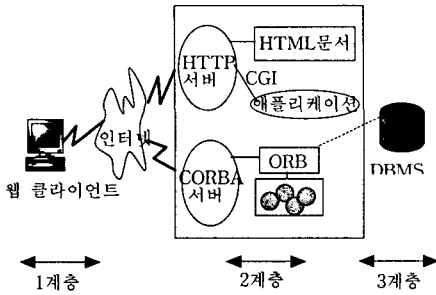 HTML문서
HTTP
서버
CGI
애플리케이션
인터넷
웹 클라이언트
CORBA
서버
ORB
DBMS
1계층
2계층
3계층